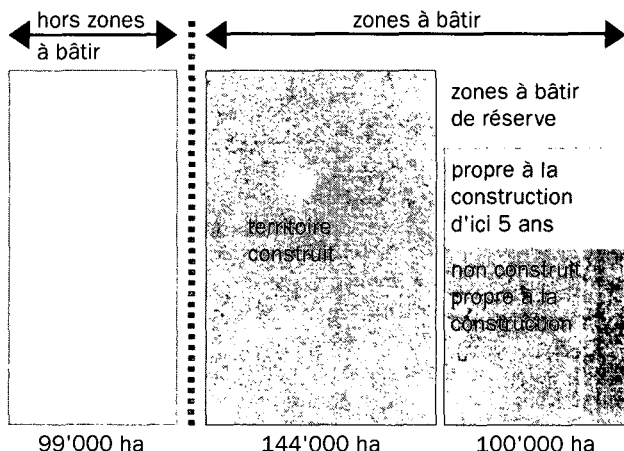 hors zones
à bâtir
zones à bâtir
zones à bâtir
de réserve
propre à la
construction
d'ici 5 ans
territoire
construit
non construit,
propre à la
construction
99'000 ha
144'000 ha
100'000 ha